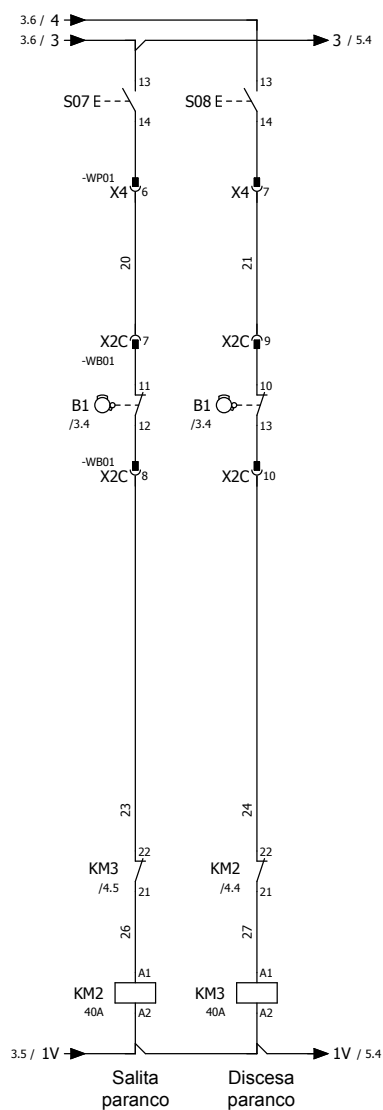 3.6 / 4
3.6 / 3 3 / 5.4
13 13
S07 E S08 E
14 14
-WP01
X4 6 X4 7
20 21
X2C 7 X2C 9
-WB01
11 10
B1 B1
/3.4 12 /3.4 13
-WB01
X2C 8 X2C 10
23 24
22 22
KM3 KM2
/4.5 21 /4.4 21
26 27
A1 A1
KM2 KM3
40A A2 40A A2
3.5 / 1V 1V / 5.4
Salita Discesa
paranco paranco